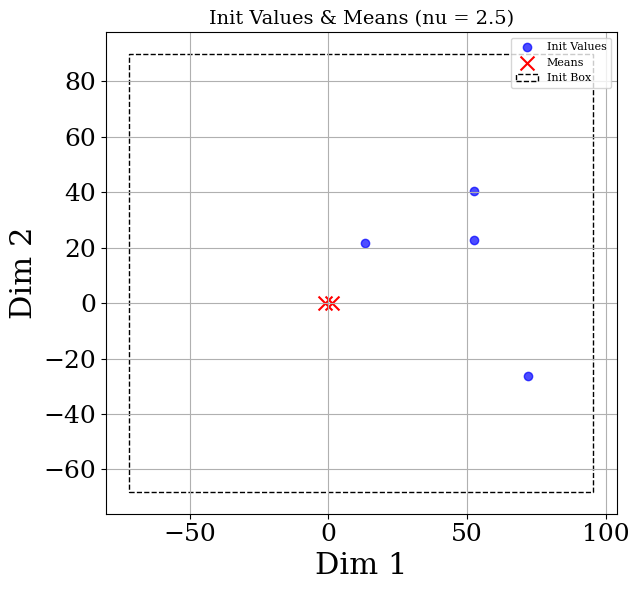 Init Values & Means (nu = 2.5)
Init Values
Means
Init Box
Dim 2
80
60
40
20
0
−20
−40
−60
−50
0
50
100
Dim 1